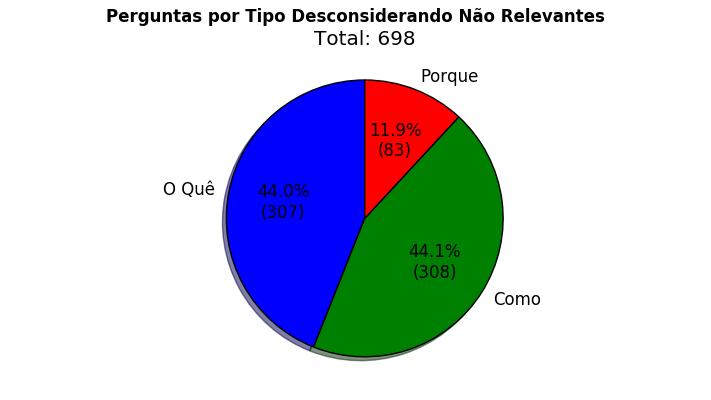 Perguntas por Tipo Desconsiderando Não Relevantes
Total: 698
Porque
11.9%
(83)
O Quê
44.0%
(307)
44.1%
(308)
Como